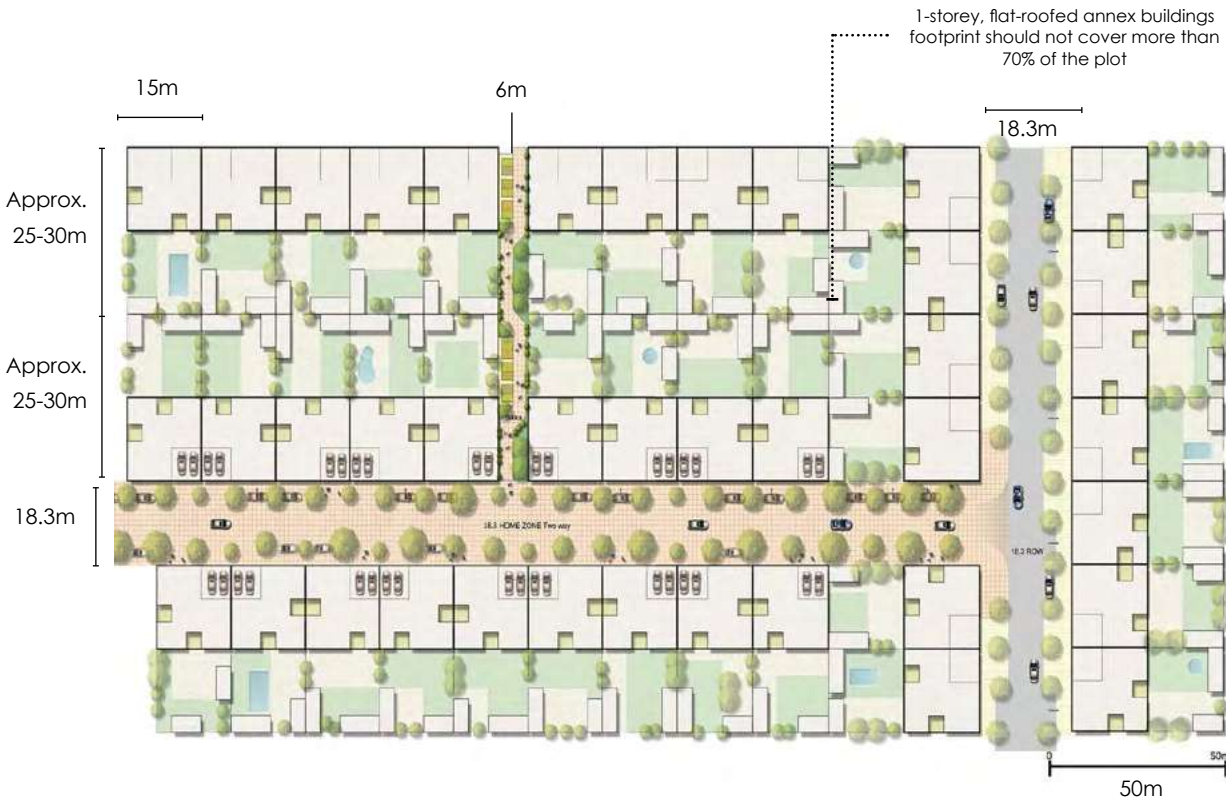 1-storey, flat-roofed annex buildings
footprint should not cover more than
70% of the plot
15m
6m
18.3m
Approx.
25-30m
Approx.
25-30m
18.3m
18.3 HOME ZONE Two way
18.3 ROW
0
50m
50m